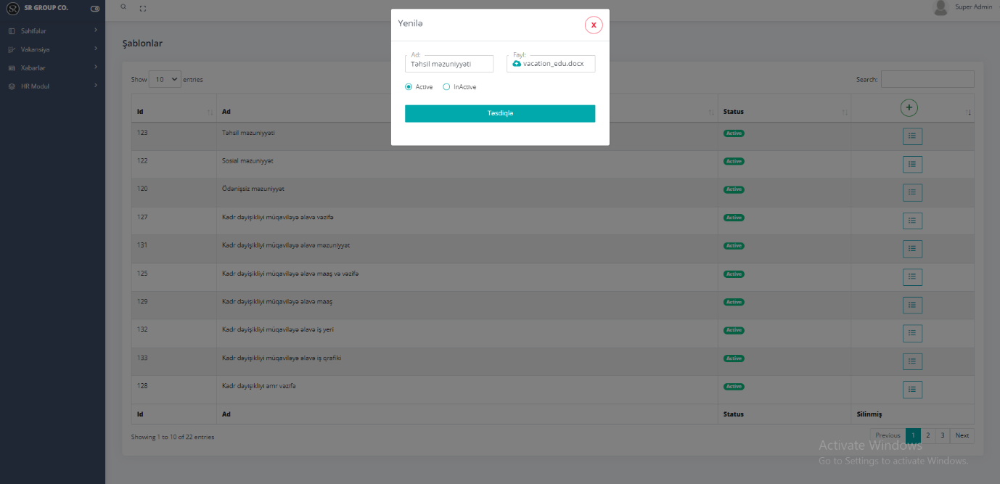 SR GROUP CO.
Super Admin
Səhifələr
Vakansiya
Xəbərlər
HR Modul
Yenilə
x
Ad:
Təhsil məzuniyyəti
Fayl:
vacation_edu.docx
Active InActive
Təsdiqlə
Şablonlar
Show 10 entries
Search:
Id Ad Status +
123 Təhsil məzuniyyəti Active
122 Sosial məzuniyyət Active
120 Ödənişsiz məzuniyyət Active
127 Kadr dəyişikliyi müqaviləyə əlavə vəzifə Active
131 Kadr dəyişikliyi müqaviləyə əlavə məzuniyyət Active
125 Kadr dəyişikliyi müqaviləyə əlavə maaş və vəzifə Active
129 Kadr dəyişikliyi müqaviləyə əlavə maaş Active
132 Kadr dəyişikliyi müqaviləyə əlavə iş yeri Active
133 Kadr dəyişikliyi müqaviləyə əlavə iş qrafiki Active
128 Kadr dəyişikliyi əmr vəzifə Active
Id Ad Status Silinmiş
Showing 1 to 10 of 22 entries
Previous 1 2 3 Next
Activate Windows
Go to Settings to activate Windows.